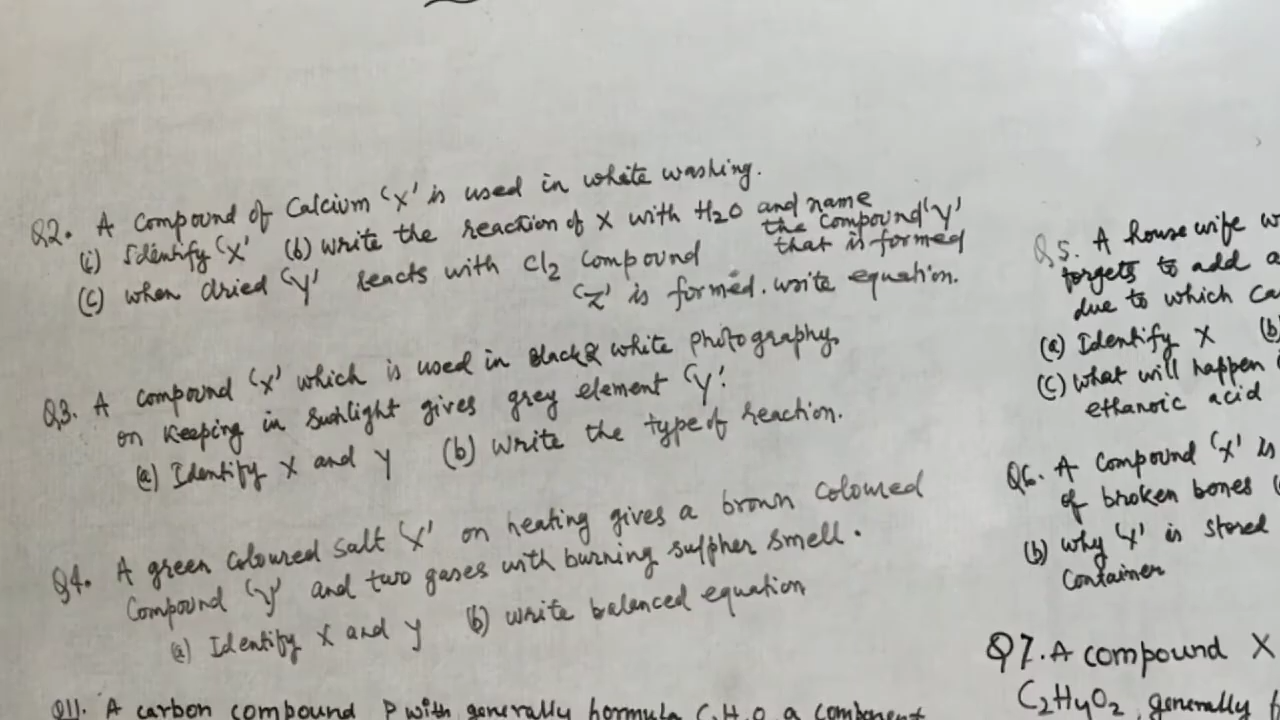 Q2. A compound of Calcium 'X' is used in white washing.
(i) Identify 'X' (b) write the reaction of X with H2O and name
the compound 'y'
that is formed
(C) when dried 'y' reacts with Cl2 compound
'Z' is formed. write equation.
Q3. A compound 'X' which is used in Black & white photography,
on keeping in sunlight gives grey element 'y'.
(a) Identify X and y (b) Write the type of reaction.
Q4. A green coloured salt 'X' on heating gives a brown coloured
compound 'y' and two gases with burning sulpher smell.
(a) Identify X and y (b) write balanced equation
Q11. A carbon compound P with generally formula
a component
Q5. A house wife
forgets to add
due to which
(a) Identify X (b)
(C) what will happen
ethanoic acid
Q6. A compound 'X' is
of broken bones
(b) why 'X' is stored
container
Q7. A compound X
C2H4O2, generally